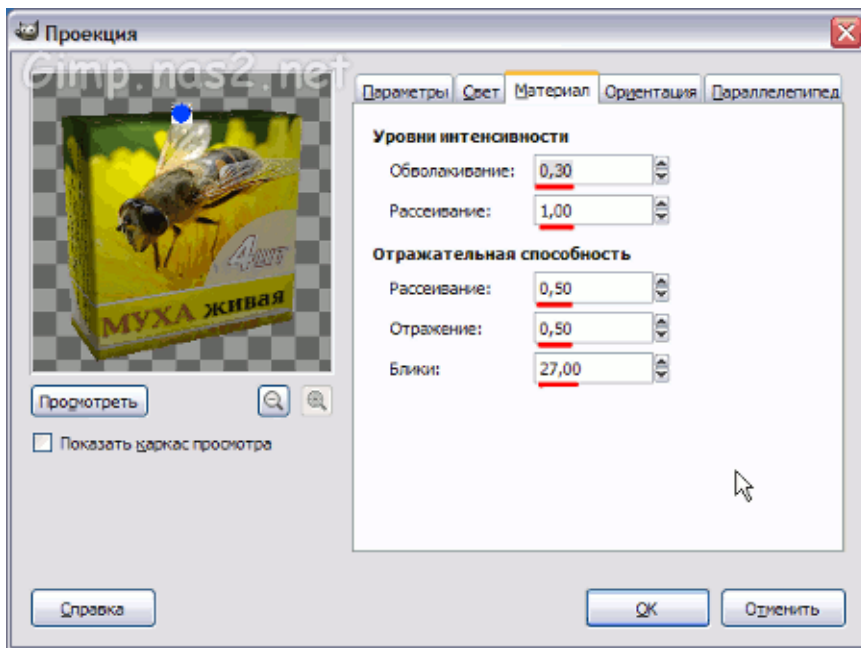 Проекция
Gimp.nas2.net
Параметры Свет Материал Ориентация Параллелепипед
Уровни интенсивности
Обволакивание: 0,30
Рассеивание: 1,00
Отражательная способность
Рассеивание: 0,50
Отражение: 0,50
Блики: 27,00
4шт
МУХА живая
Просмотреть
Показать каркас просмотра
Справка
OK
Отменить